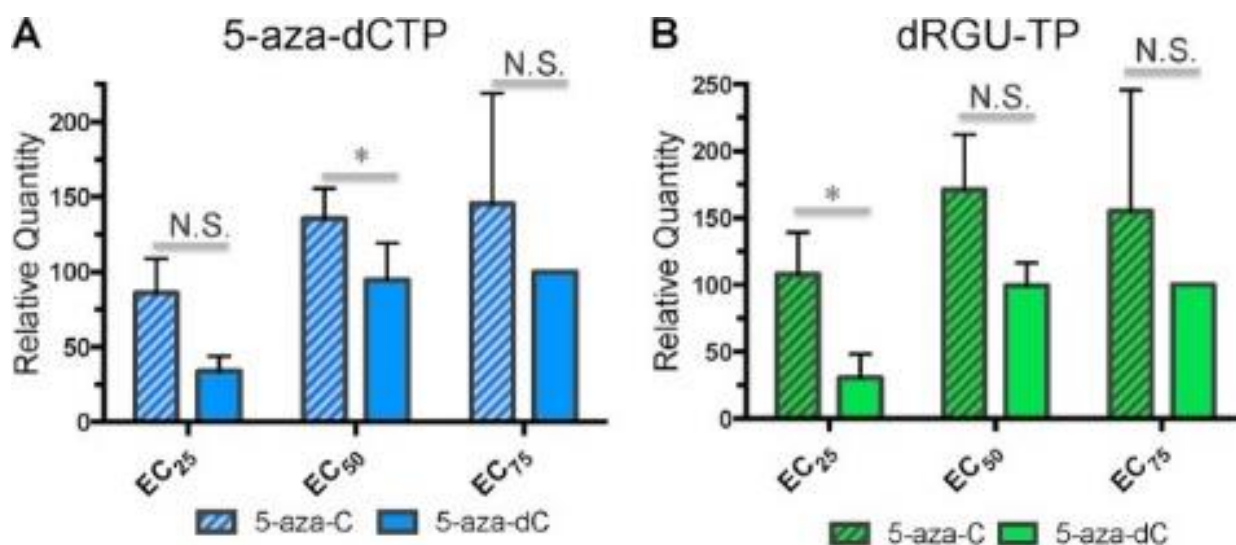 A
5-aza-dCTP
Relative Quantity
200
150
100
50
0
N.S.
*
N.S.
EC25
EC50
EC75
5-aza-C 5-aza-dC
B
dRGU-TP
Relative Quantity
250
200
150
100
50
0
*
N.S.
N.S.
EC25
EC50
EC75
5-aza-C 5-aza-dC